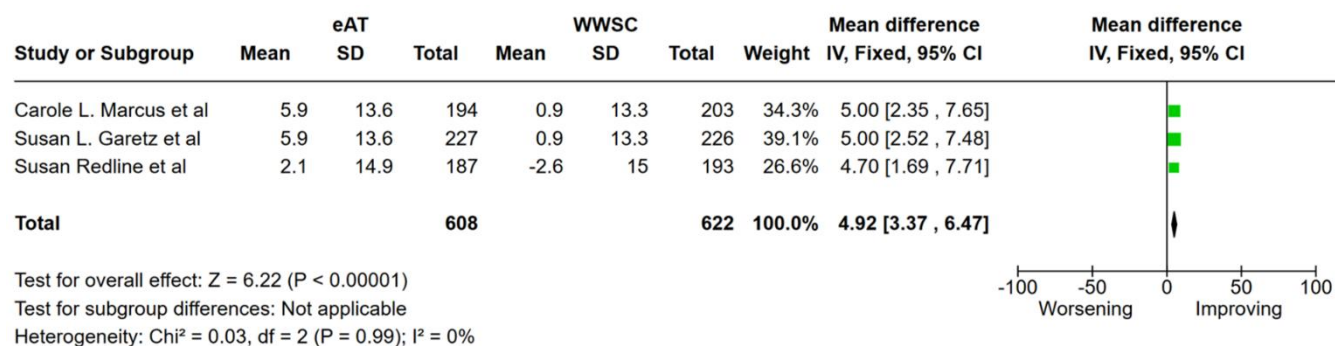 eAT WWSC Mean difference Mean difference
Study or Subgroup Mean SD Total Mean SD Total Weight IV, Fixed, 95% CI IV, Fixed, 95% CI
Carole L. Marcus et al 5.9 13.6 194 0.9 13.3 203 34.3% 5.00 [2.35 , 7.65]
Susan L. Garetz et al 5.9 13.6 227 0.9 13.3 226 39.1% 5.00 [2.52 , 7.48]
Susan Redline et al 2.1 14.9 187 -2.6 15 193 26.6% 4.70 [1.69 , 7.71]
Total 608 622 100.0% 4.92 [3.37 , 6.47]
Test for overall effect: Z = 6.22 (P < 0.00001)
Test for subgroup differences: Not applicable
Heterogeneity: Chi² = 0.03, df = 2 (P = 0.99); I² = 0%
-100 -50 0 50 100
Worsening Improving